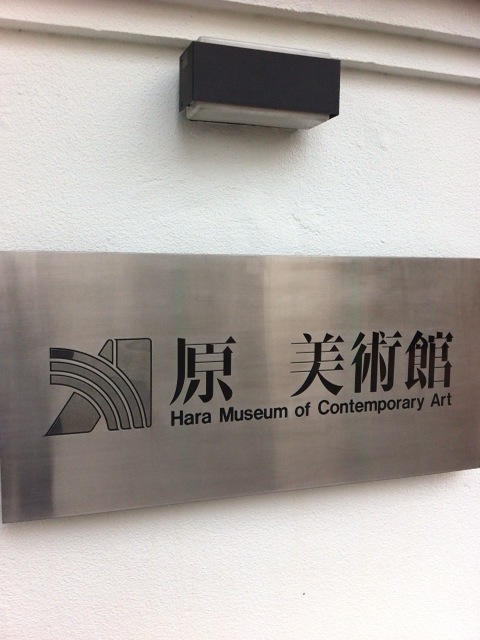 原 美術館
Hara Museum of Contemporary Art